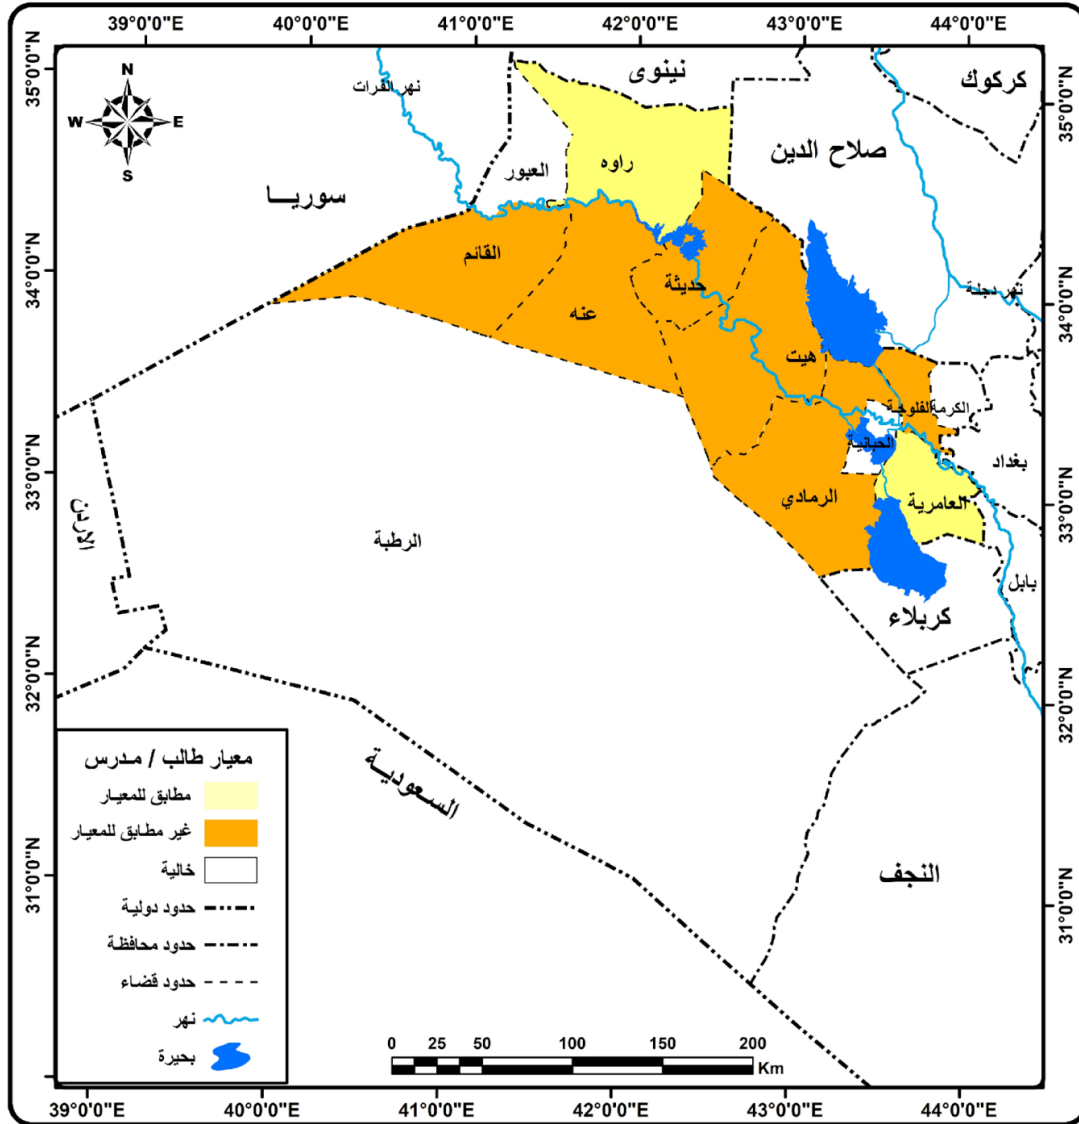 39°0'0"E 40°0'0"E 41°0'0"E 42°0'0"E 43°0'0"E 44°0'0"E
35°0'0"N
34°0'0"N
33°0'0"N
32°0'0"N
31°0'0"N
N
W E
S
نهر الفرات
نينوى
كركوك
صلاح الدين
راوه
العبور
سوريـــا
القائم
حديثة
نهر دجلة
عنه
هيت
الكرمة
الفلوجة
الحبانية
بغداد
الرمادي
العامرية
الاردن
الرطبة
بابل
كربلاء
السعودية
النجف
معيار طالب / مدرس
مطابق للمعيار
غير مطابق للمعيار
خالية
حدود دولية
حدود محافظة
حدود قضاء
نهر
بحيرة
0 25 50 100 150 200
Km
35°0'0"N
34°0'0"N
33°0'0"N
32°0'0"N
31°0'0"N
39°0'0"E 40°0'0"E 41°0'0"E 42°0'0"E 43°0'0"E 44°0'0"E